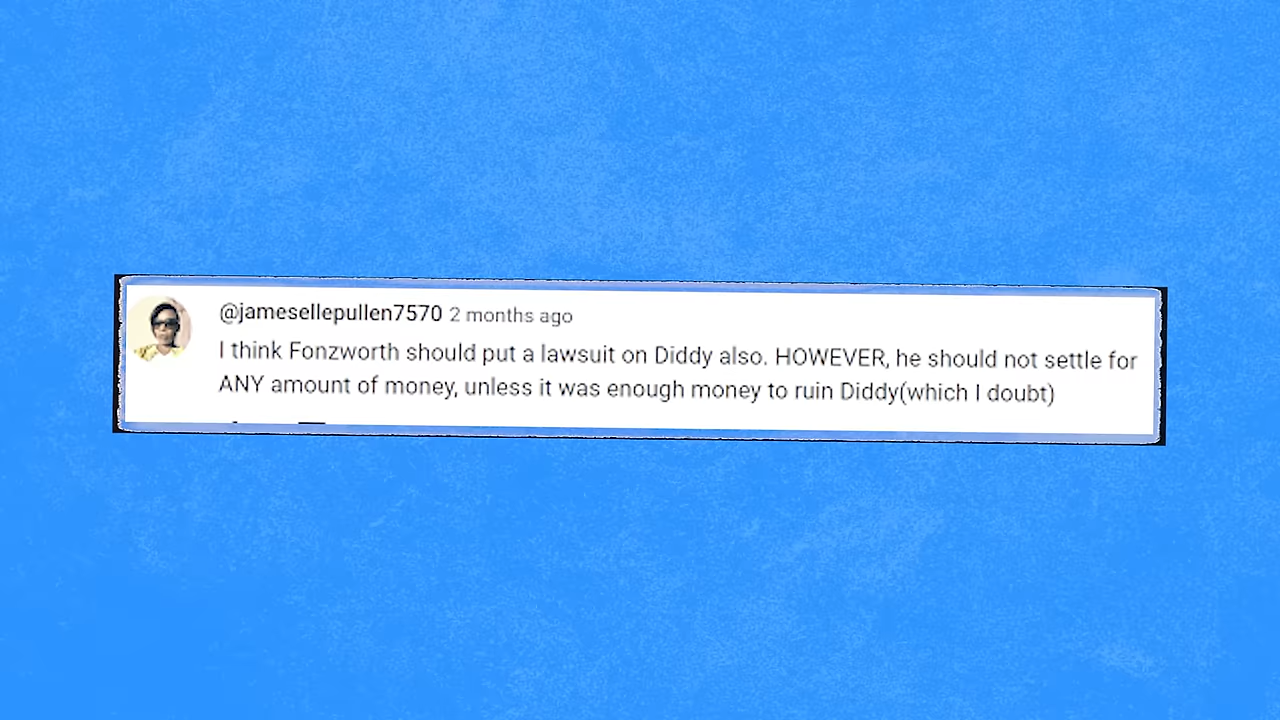 @jamesellepullen7570 2 months ago
I think Fonzworth should put a lawsuit on Diddy also. HOWEVER, he should not settle for
ANY amount of money, unless it was enough money to ruin Diddy(which I doubt)